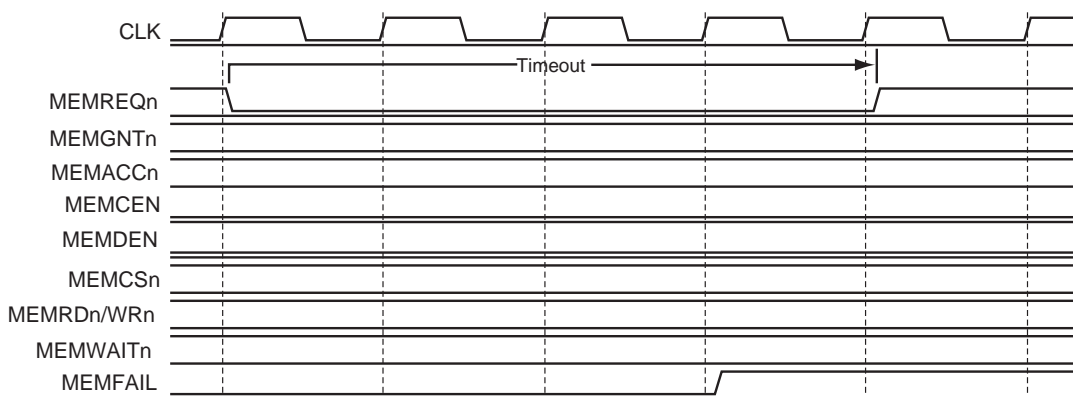 CLK
Timeout
MEMREQn
MEMGNTn
MEMACCn
MEMCEN
MEMDEN
MEMCSn
MEMRDn/WRn
MEMWAITn
MEMFAIL